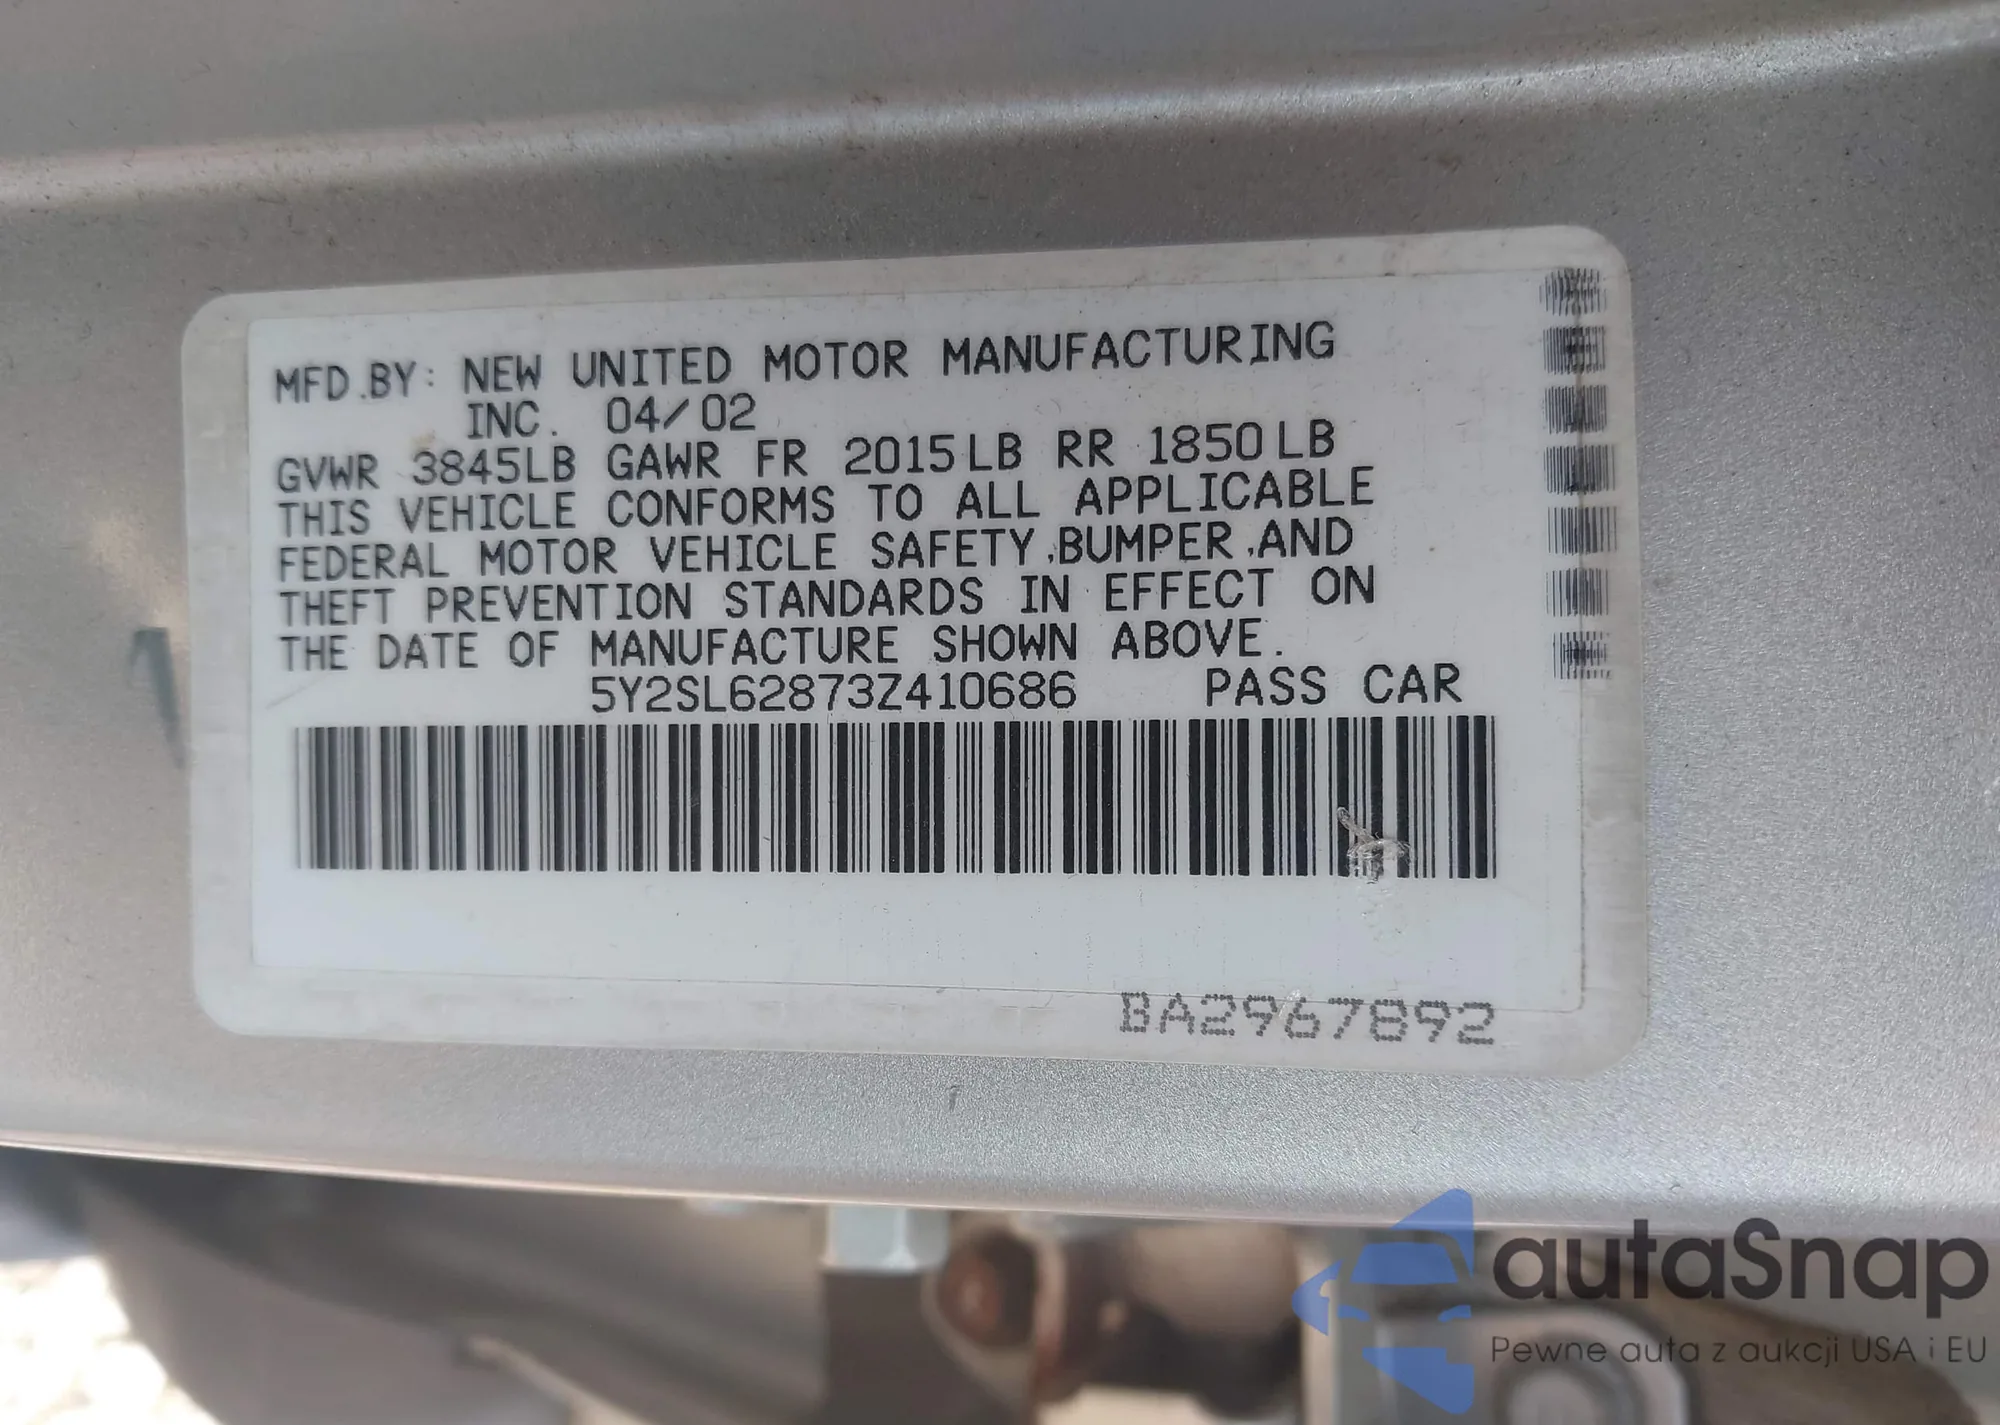 MFD.BY: NEW UNITED MOTOR MANUFACTURING
INC. 04/02
GVWR 3845LB GAWR FR 2015LB RR 1850LB
THIS VEHICLE CONFORMS TO ALL APPLICABLE
FEDERAL MOTOR VEHICLE SAFETY,BUMPER,AND
THEFT PREVENTION STANDARDS IN EFFECT ON
THE DATE OF MANUFACTURE SHOWN ABOVE.
5Y2SL62873Z410686 PASS CAR
BA2967892
autaSnap
Pewne auta z aukcji USA i EU